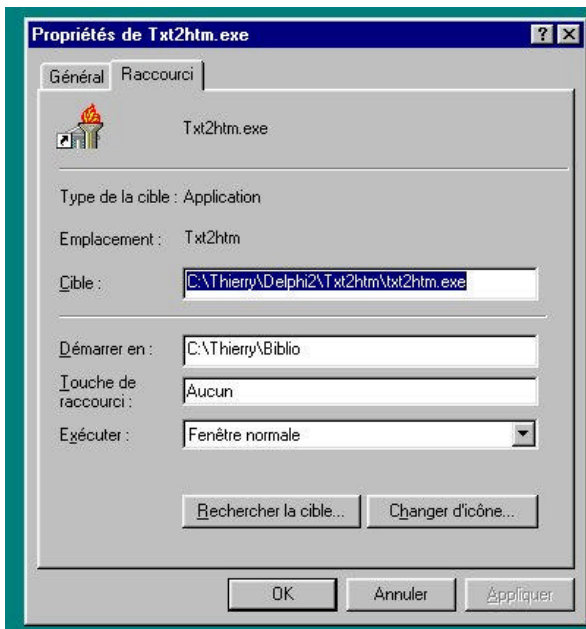 Propriétés de Txt2htm.exe
Général Raccourci
Txt2htm.exe
Type de la cible : Application
Emplacement : Txt2htm
Cible : C:\Thierry\Delphi2\Txt2htm\txt2htm.exe
Démarrer en : C:\Thierry\Biblio
Touche de
raccourci : Aucun
Exécuter : Fenêtre normale
Rechercher la cible... Changer d'icône...
OK Annuler Appliquer